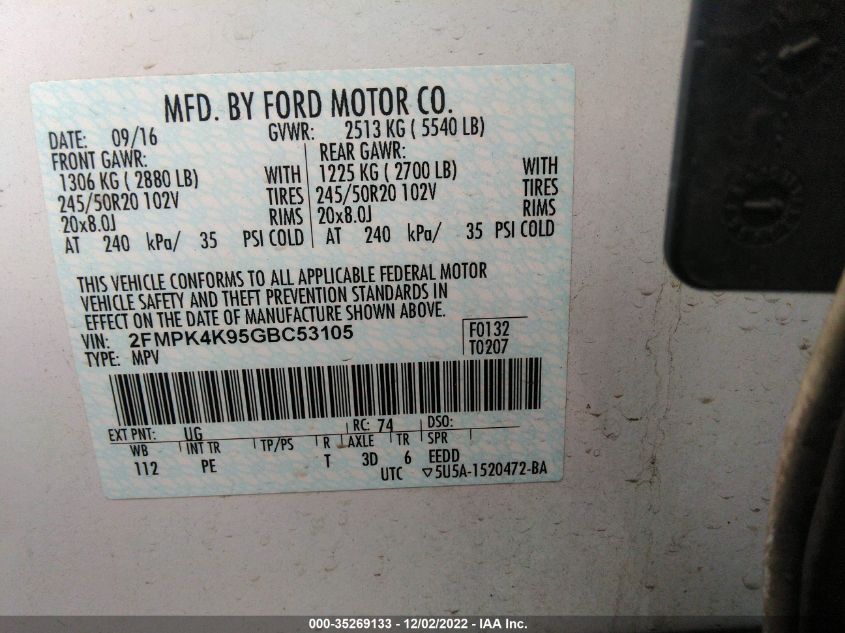 MFD. BY FORD MOTOR CO.
DATE: 09/16 GVWR: 2513 KG ( 5540 LB)
FRONT GAWR: REAR GAWR:
1306 KG ( 2880 LB) WITH 1225 KG ( 2700 LB) WITH
245/50R20 102V TIRES 245/50R20 102V TIRES
20x8.0J RIMS 20x8.0J RIMS
AT 240 kPa/ 35 PSI COLD AT 240 kPa/ 35 PSI COLD
THIS VEHICLE CONFORMS TO ALL APPLICABLE FEDERAL MOTOR
VEHICLE SAFETY AND THEFT PREVENTION STANDARDS IN
EFFECT ON THE DATE OF MANUFACTURE SHOWN ABOVE.
VIN: 2FMPK4K95GBC53105 F0132
TYPE: MPV T0207
EXT PNT: UG RC: 74 DSO:
WB INT TR TP/PS R AXLE TR SPR
112 PE T 3D 6 EEDD
UTC ▽5U5A-1520472-BA
000-35269133 - 12/02/2022 - IAA Inc.